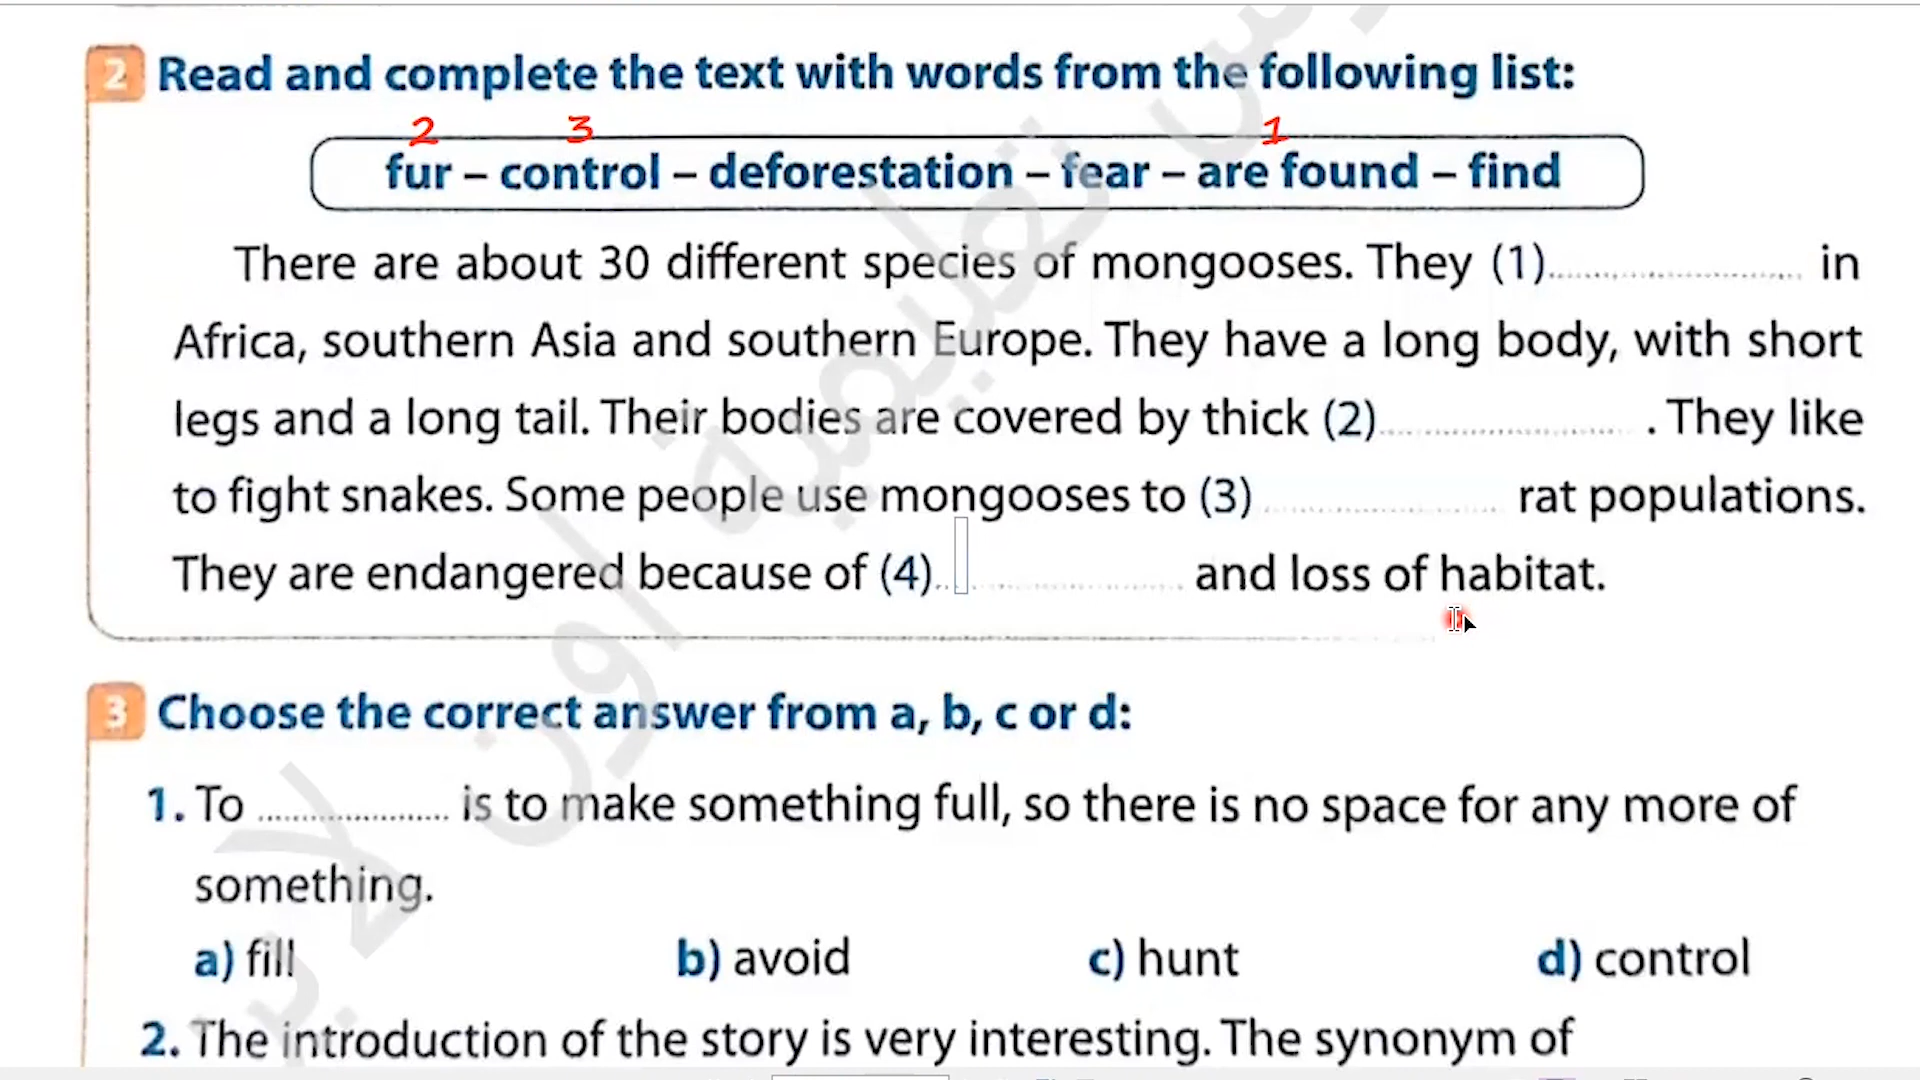 2 Read and complete the text with words from the following list:
2 3 1
fur – control – deforestation – fear – are found – find
There are about 30 different species of mongooses. They (1)...................... in
Africa, southern Asia and southern Europe. They have a long body, with short
legs and a long tail. Their bodies are covered by thick (2)...................... . They like
to fight snakes. Some people use mongooses to (3) ...................... rat populations.
They are endangered because of (4)...................... and loss of habitat.
3 Choose the correct answer from a, b, c or d:
1. To ...................... is to make something full, so there is no space for any more of
something.
a) fill b) avoid c) hunt d) control
2. The introduction of the story is very interesting. The synonym of